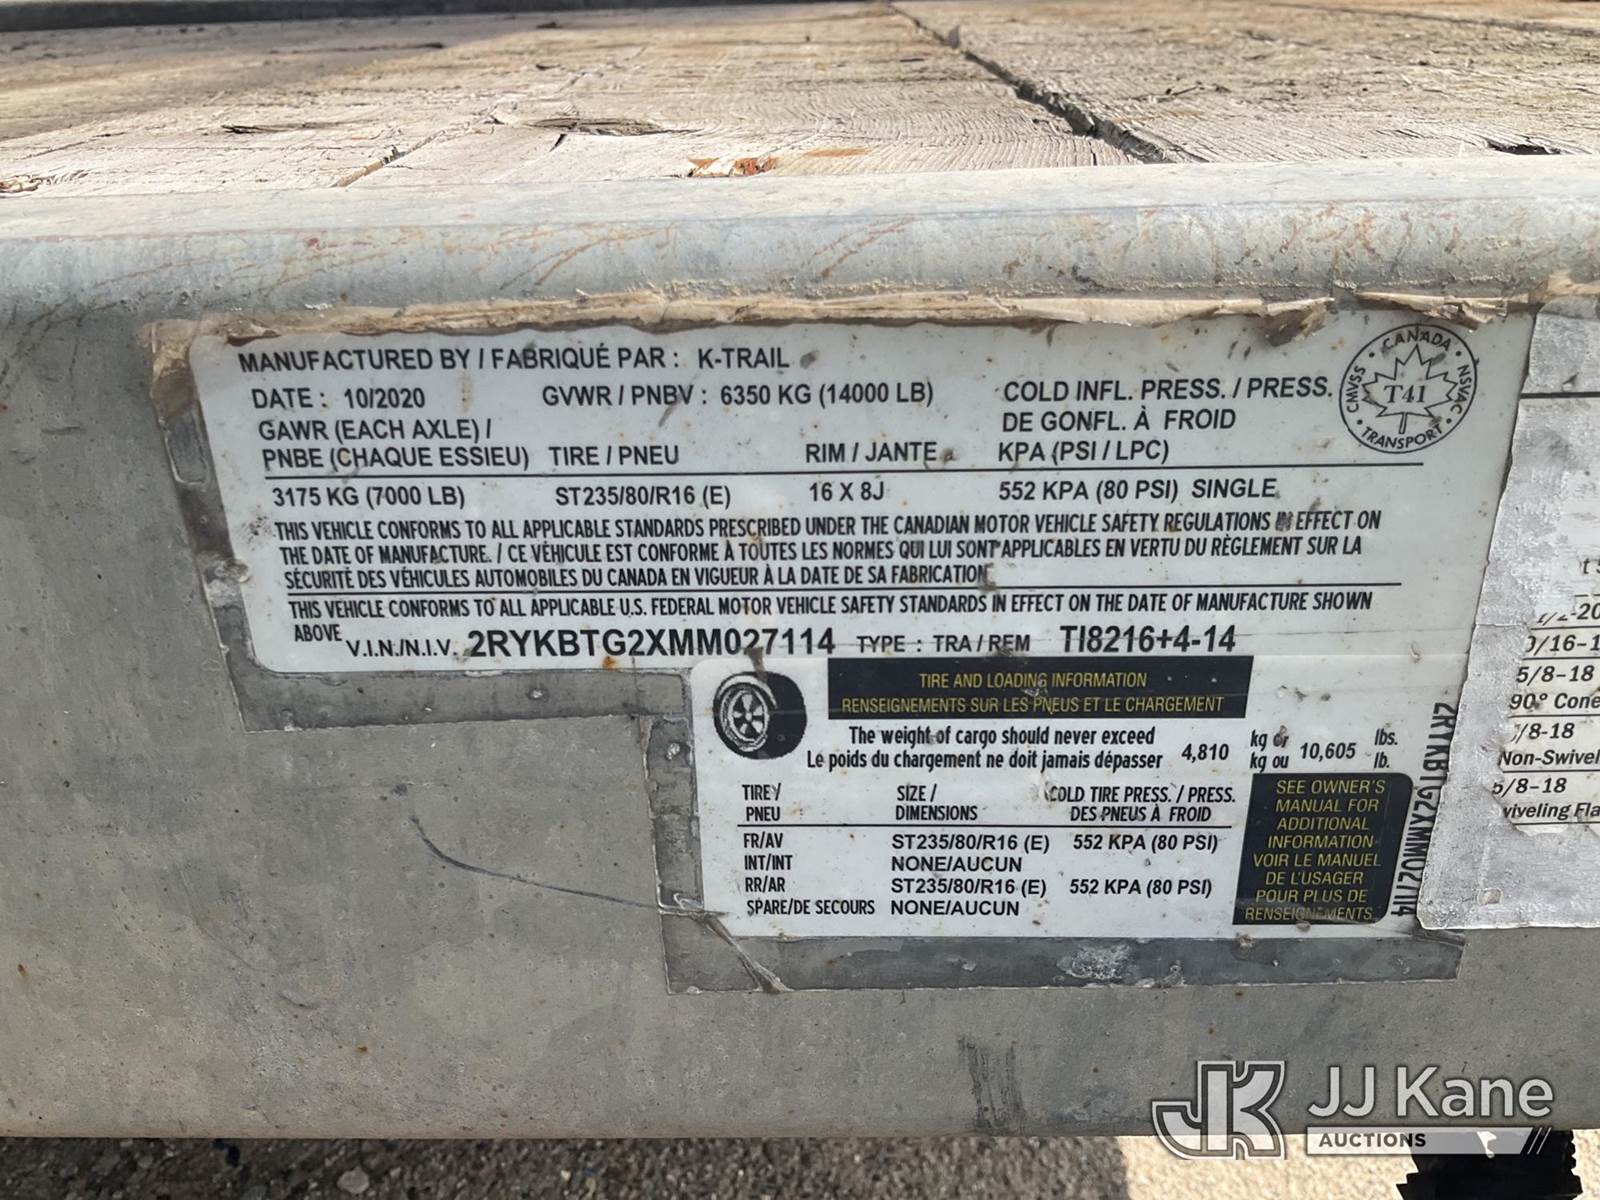 MANUFACTURED BY / FABRIQUÉ PAR : K-TRAIL
DATE : 10/2020 GVWR / PNBV : 6350 KG (14000 LB) COLD INFL. PRESS. / PRESS.
DE GONFL. À FROID
GAWR (EACH AXLE) /
PNBE (CHAQUE ESSIEU) TIRE / PNEU RIM / JANTE KPA (PSI / LPC)
3175 KG (7000 LB) ST235/80/R16 (E) 16 X 8J 552 KPA (80 PSI) SINGLE
THIS VEHICLE CONFORMS TO ALL APPLICABLE STANDARDS PRESCRIBED UNDER THE CANADIAN MOTOR VEHICLE SAFETY REGULATIONS IN EFFECT ON
THE DATE OF MANUFACTURE. / CE VÉHICULE EST CONFORME À TOUTES LES NORMES QUI LUI SONT APPLICABLES EN VERTU DU RÈGLEMENT SUR LA
SÉCURITÉ DES VÉHICULES AUTOMOBILES DU CANADA EN VIGUEUR À LA DATE DE SA FABRICATION
THIS VEHICLE CONFORMS TO ALL APPLICABLE U.S. FEDERAL MOTOR VEHICLE SAFETY STANDARDS IN EFFECT ON THE DATE OF MANUFACTURE SHOWN
ABOVE V.I.N./N.I.V. 2RYKBTG2XMM027114 TYPE : TRA / REM TI8216+4-14
CANADA
CMVSS T41 NSVAC
TRANSPORT
TIRE AND LOADING INFORMATION
RENSEIGNEMENTS SUR LES PNEUS ET LE CHARGEMENT
The weight of cargo should never exceed
Le poids du chargement ne doit jamais dépasser 4,810 kg or kg ou 10,605 lbs. lb.
TIRE / SIZE / COLD TIRE PRESS. / PRESS.
PNEU DIMENSIONS DES PNEUS À FROID
FR/AV ST235/80/R16 (E) 552 KPA (80 PSI)
INT/INT NONE/AUCUN
RR/AR ST235/80/R16 (E) 552 KPA (80 PSI)
SPARE/DE SECOURS NONE/AUCUN
SEE OWNER'S
MANUAL FOR
ADDITIONAL
INFORMATION
VOIR LE MANUEL
DE L'USAGER
POUR PLUS DE
RENSEIGNEMENTS
2RYKBTG2XMM027114
5/8-18
90° Cone
/8-18
Non-Swivel
5/8-18
JK JJ Kane
AUCTIONS